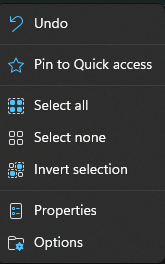 Undo
Pin to Quick access
Select all
Select none
Invert selection
Properties
Options